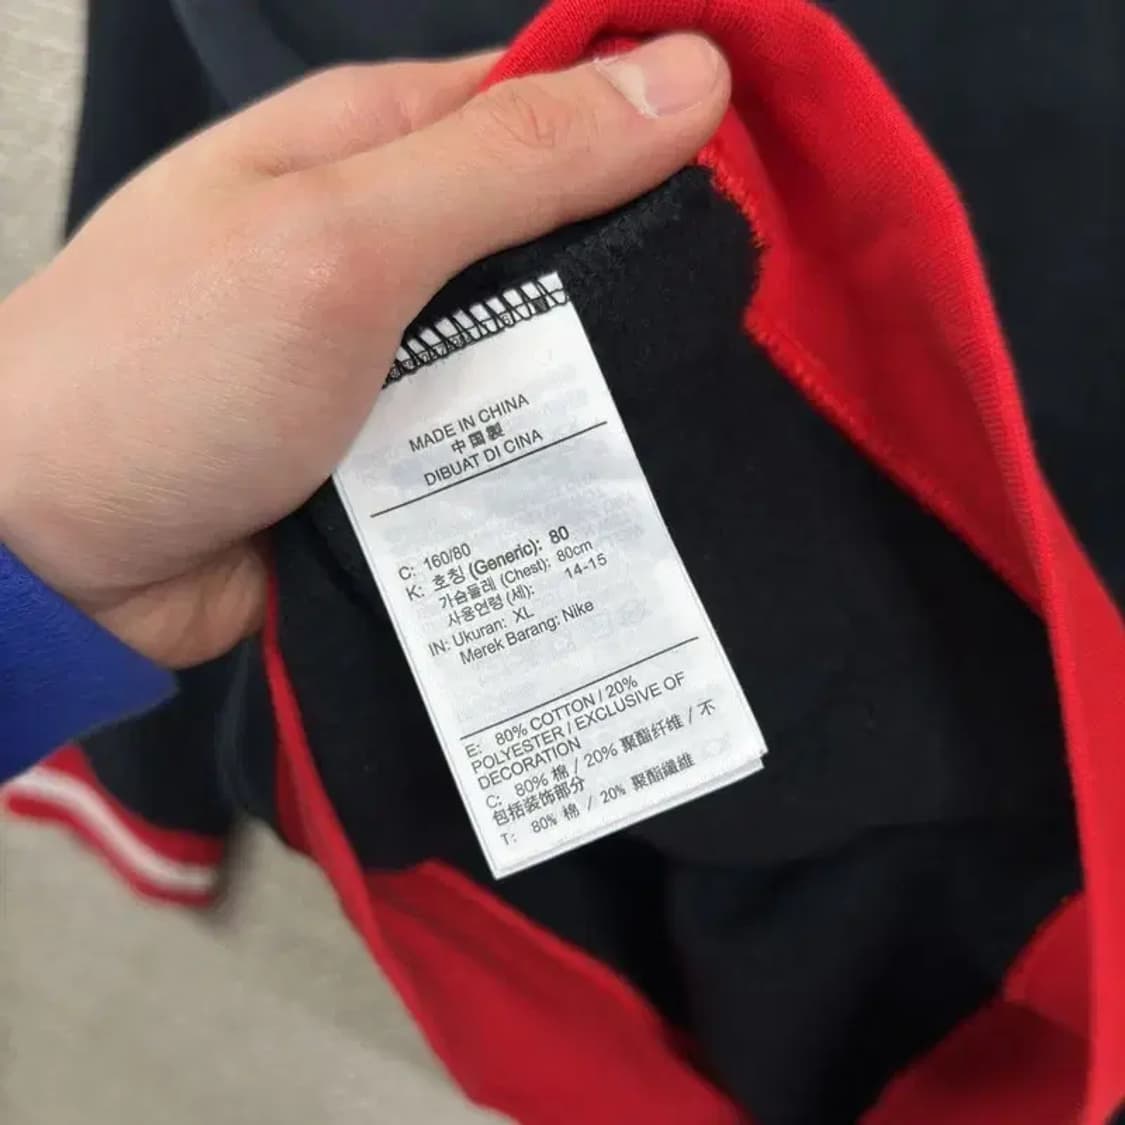 MADE IN CHINA
中国製
DIBUAT DI CINA
C: 160/80
K: 호칭 (Generic): 80
가슴둘레 (Chest): 80cm
사용연령 (세): 14-15
IN: Ukuran: XL
Merek Barang: Nike
E: 80% COTTON / 20%
POLYESTER / EXCLUSIVE OF
DECORATION
C: 80% 棉 / 20% 聚酯纤维 / 不
包括装饰部分
T: 80% 棉 / 20% 聚酯纖維